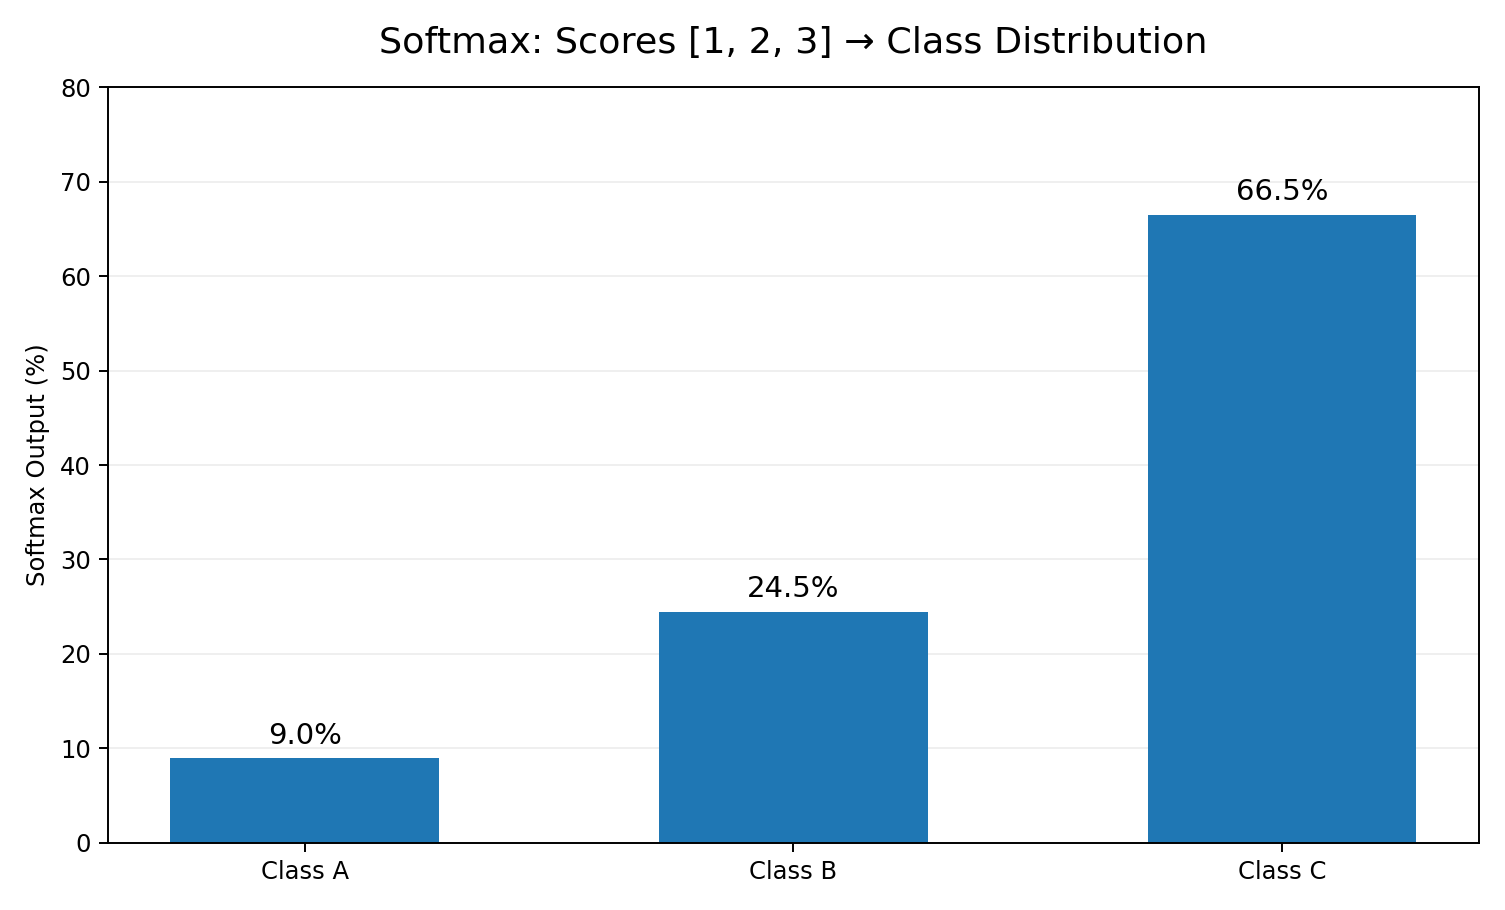 Softmax: Scores [1, 2, 3] → Class Distribution
Softmax Output (%)
80
70
60
50
40
30
20
10
0
9.0%
24.5%
66.5%
Class A
Class B
Class C